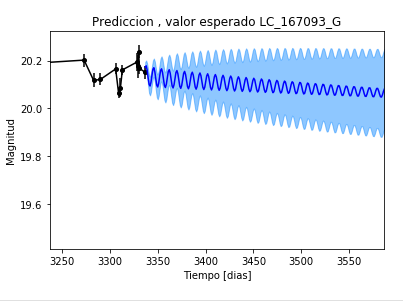 Prediccion , valor esperado LC_167093_G
Magnitud
20.2
20.0
19.8
19.6
3250 3300 3350 3400 3450 3500 3550
Tiempo [dias]